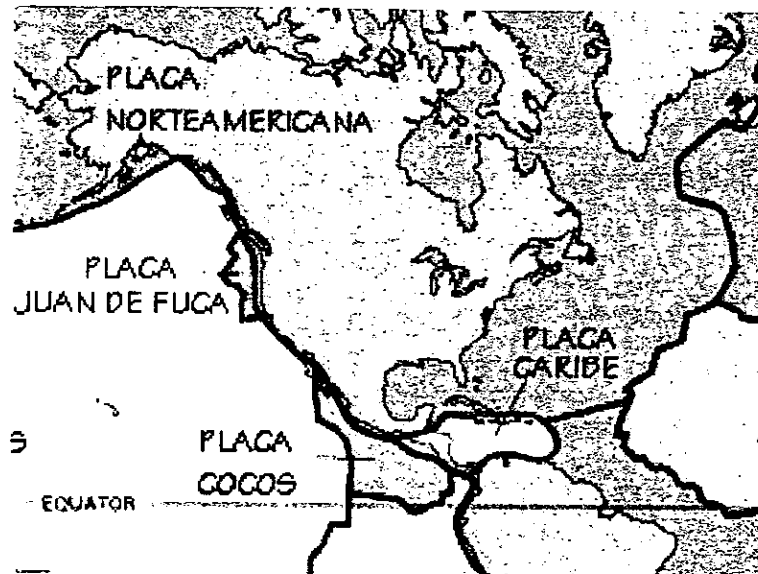 PLACA
NORTEAMERICANA
PLACA
JUAN DE FUCA
PLACA
CARIBE
S
PLACA
COCOS
EQUATOR